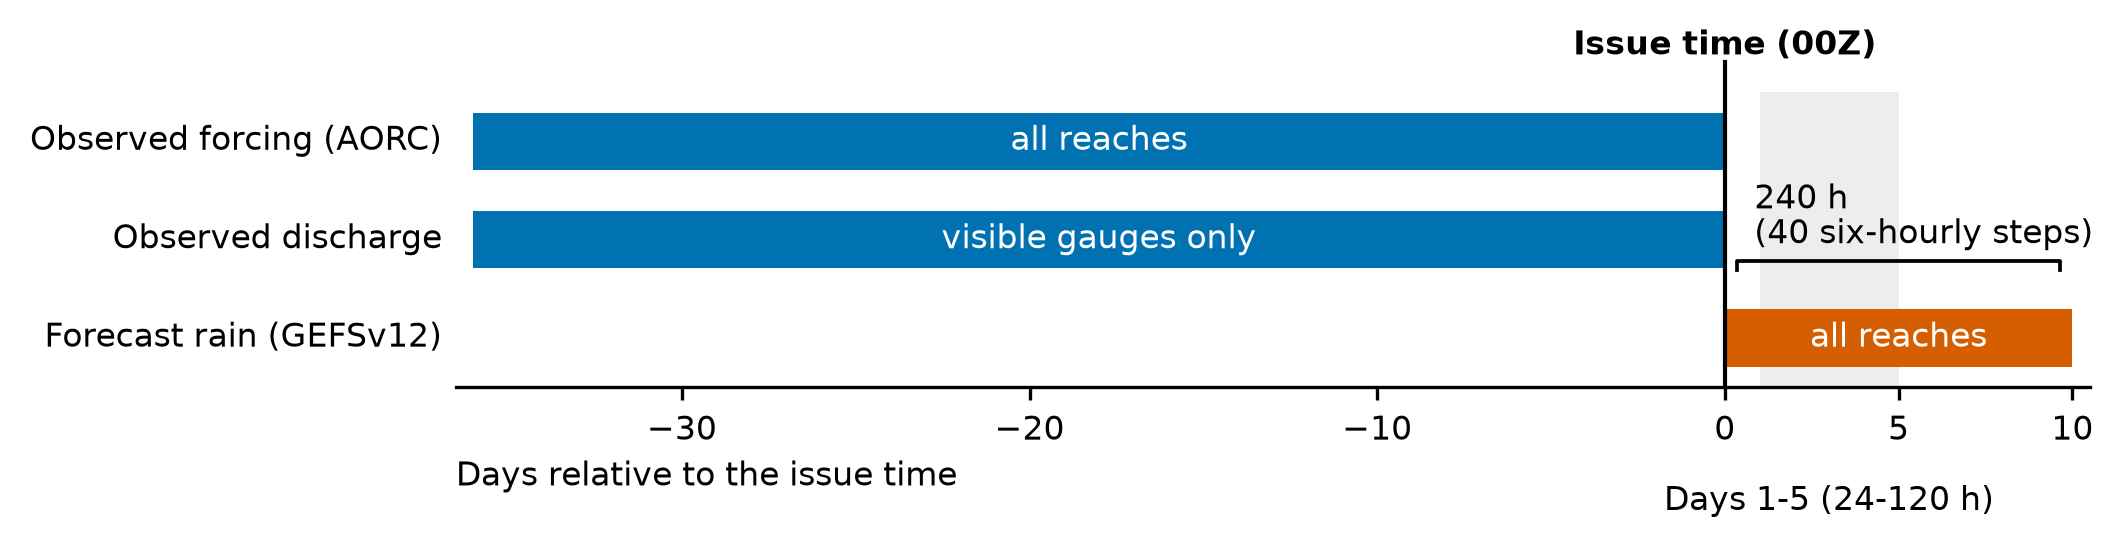 Issue time (00Z)
Observed forcing (AORC)
all reaches
240 h
(40 six-hourly steps)
Observed discharge
visible gauges only
Forecast rain (GEFSv12)
all reaches
−30
−20
−10
0
5
10
Days relative to the issue time
Days 1-5 (24-120 h)